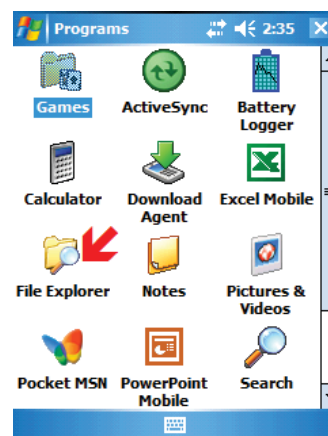 Programs 2:35
Games ActiveSync Battery
Logger
Calculator Download Excel Mobile
Agent
File Explorer Notes Pictures &
Videos
Pocket MSN PowerPoint Search
Mobile